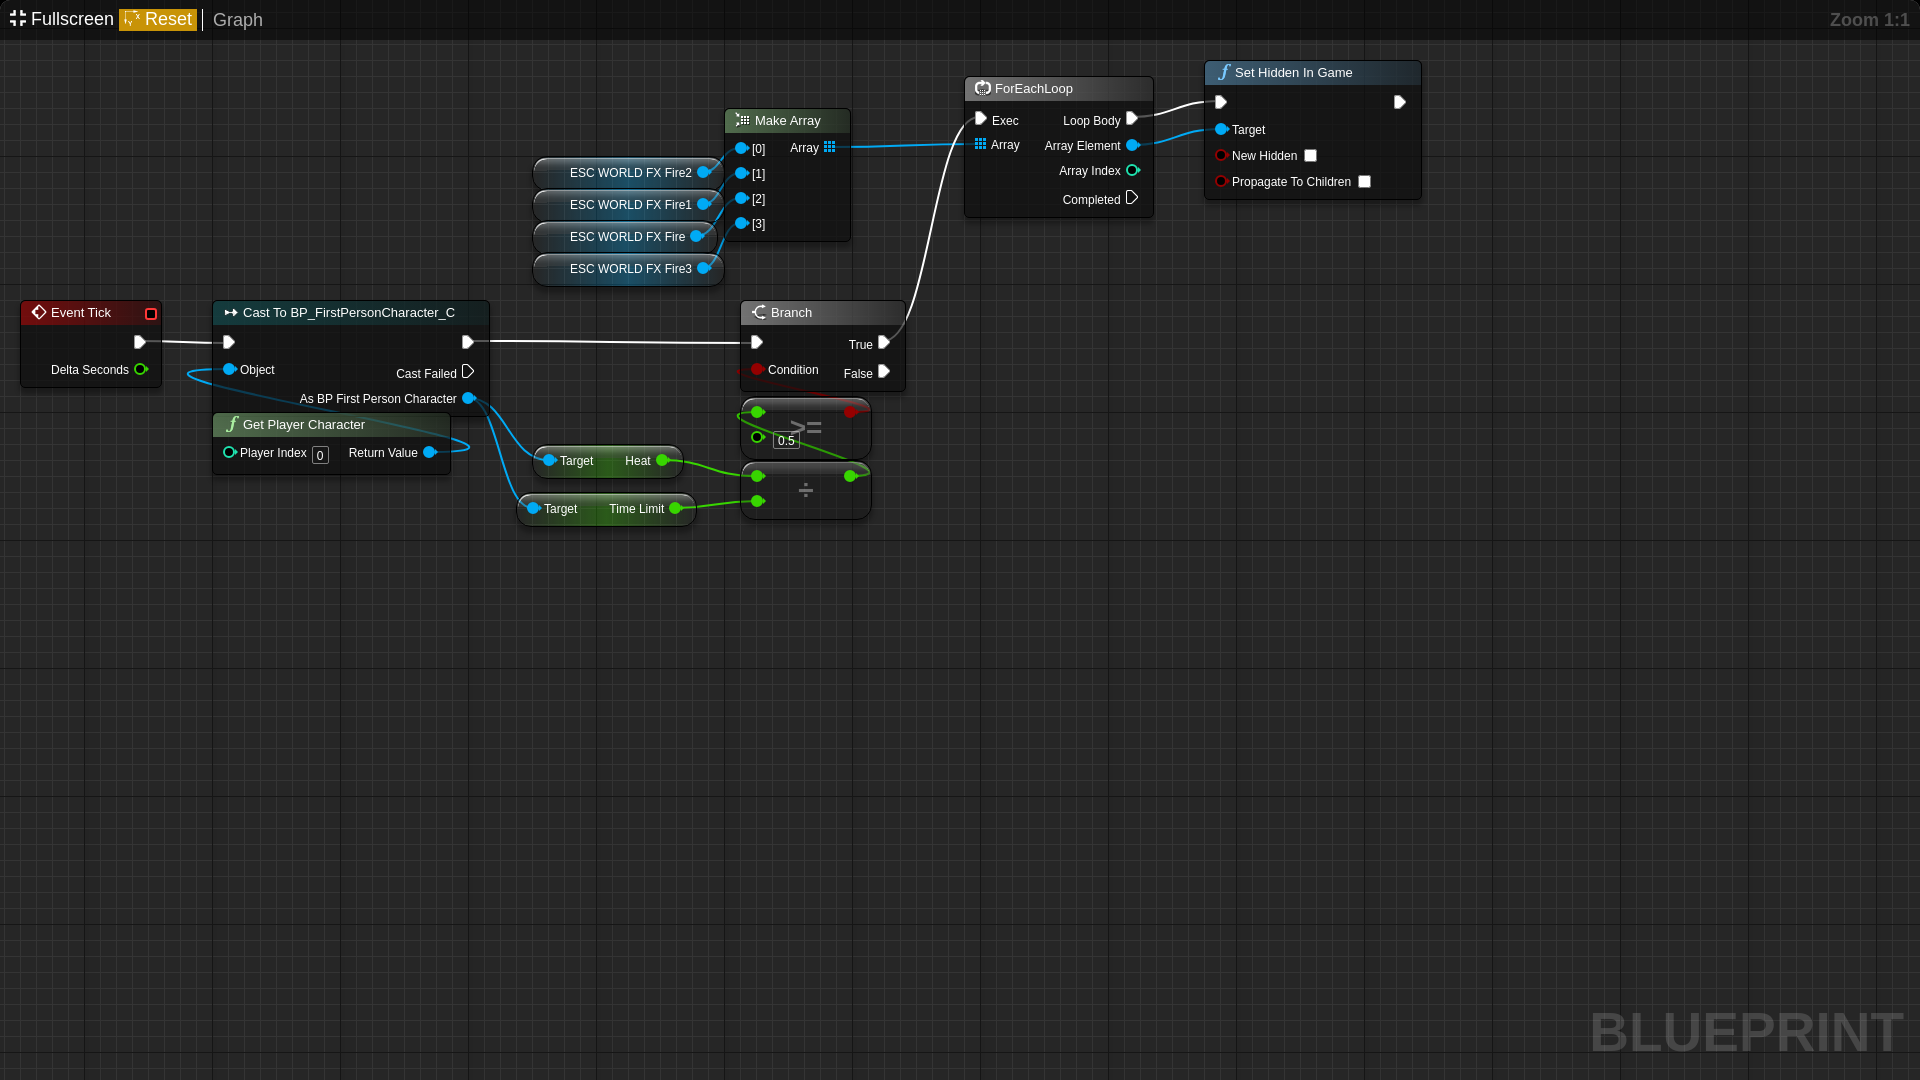 Fullscreen Reset Graph
Zoom 1:1
Set Hidden In Game
Target
New Hidden
Propagate To Children
ForEachLoop
Exec Loop Body
Array Array Element
Array Index
Completed
Make Array
[0] Array
[1]
[2]
[3]
ESC WORLD FX Fire2
ESC WORLD FX Fire1
ESC WORLD FX Fire
ESC WORLD FX Fire3
Event Tick
Delta Seconds
Cast To BP_FirstPersonCharacter_C
Object
Cast Failed
As BP First Person Character
Get Player Character
Player Index 0 Return Value
Branch
True
Condition False
>=
0.5
÷
Target Heat
Target Time Limit
BLUEPRINT